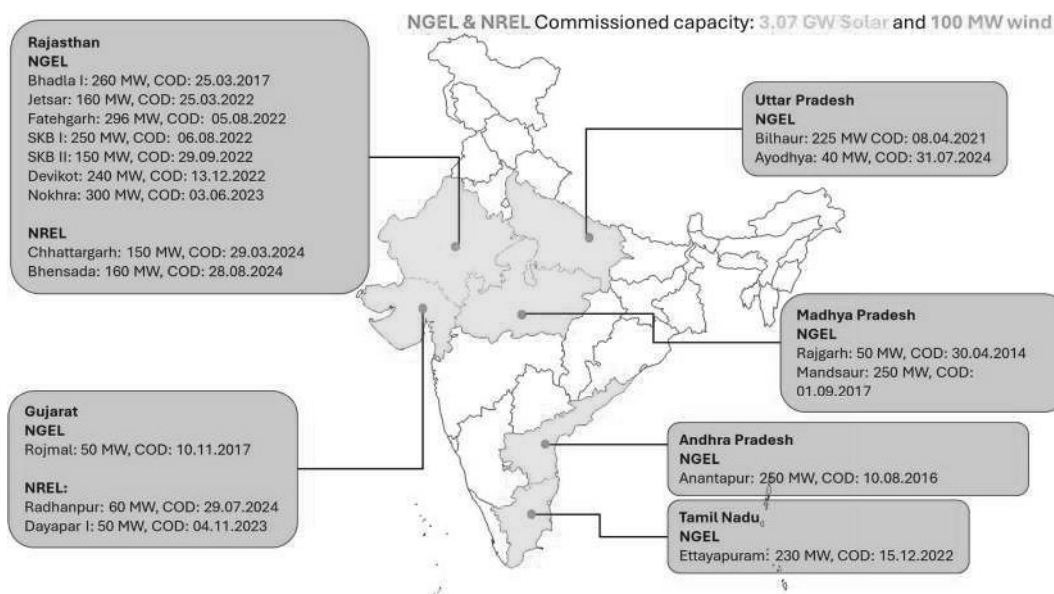 NGEL & NREL Commissioned capacity: 3.07 GW Solar and 100 MW wind
Rajasthan
NGEL
Bhadla I: 260 MW, COD: 25.03.2017
Jetsar: 160 MW, COD: 25.03.2022
Fatehgarh: 296 MW, COD: 05.08.2022
SKB I: 250 MW, COD: 06.08.2022
SKB II: 150 MW, COD: 29.09.2022
Devikot: 240 MW, COD: 13.12.2022
Nokhra: 300 MW, COD: 03.06.2023
NREL
Chhattargarh: 150 MW, COD: 29.03.2024
Bhensada: 160 MW, COD: 28.08.2024
Uttar Pradesh
NGEL
Bilhaur: 225 MW COD: 08.04.2021
Ayodhya: 40 MW, COD: 31.07.2024
Madhya Pradesh
NGEL
Rajgarh: 50 MW, COD: 30.04.2014
Mandsaur: 250 MW, COD:
01.09.2017
Gujarat
NGEL
Rojmal: 50 MW, COD: 10.11.2017
NREL:
Radhanpur: 60 MW, COD: 29.07.2024
Dayapar I: 50 MW, COD: 04.11.2023
Andhra Pradesh
NGEL
Anantapur: 250 MW, COD: 10.08.2016
Tamil Nadu
NGEL
Ettayapuram: 230 MW, COD: 15.12.2022